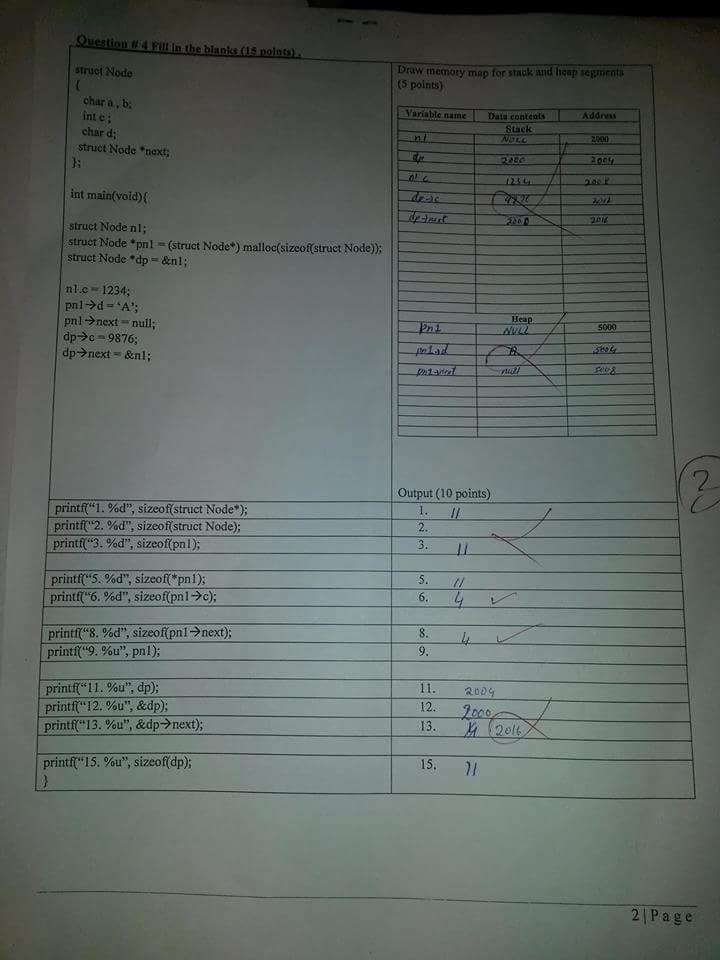 Question # 4 Fill in the blanks (15 points) .
struct Node
{
char a , b;
int c ;
char d;
struct Node *next;
};
int main(void){
struct Node n1;
struct Node *pn1 = (struct Node*) malloc(sizeof(struct Node));
struct Node *dp = &n1;
n1.c = 1234;
pn1→d = ‘A’;
pn1→next = null;
dp→c = 9876;
dp→next = &n1;
Draw memory map for stack and heap segments
(5 points)
Variable name Data contents Address
Stack
n1 NULL 2000
dp 2000 2004
n1.c 1234 2008
dp→c 9876 2012
dp→next 2008 2016
Heap
pn1 NULL 5000
pn1→d A 5004
pn1→next null 5008
2
Output (10 points)
printf(“1. %d”, sizeof(struct Node*); 1. 11
printf(“2. %d”, sizeof(struct Node); 2.
printf(“3. %d”, sizeof(pn1); 3. 11
printf(“5. %d”, sizeof(*pn1); 5. 11
printf(“6. %d”, sizeof(pn1→c); 6. 4
printf(“8. %d”, sizeof(pn1→next); 8. 4
printf(“9. %u”, pn1); 9.
printf(“11. %u”, dp); 11. 2004
printf(“12. %u”, &dp); 12. 2000
printf(“13. %u”, &dp→next); 13. 2016
printf(“15. %u”, sizeof(dp); 15. 11
}
2 | P a g e